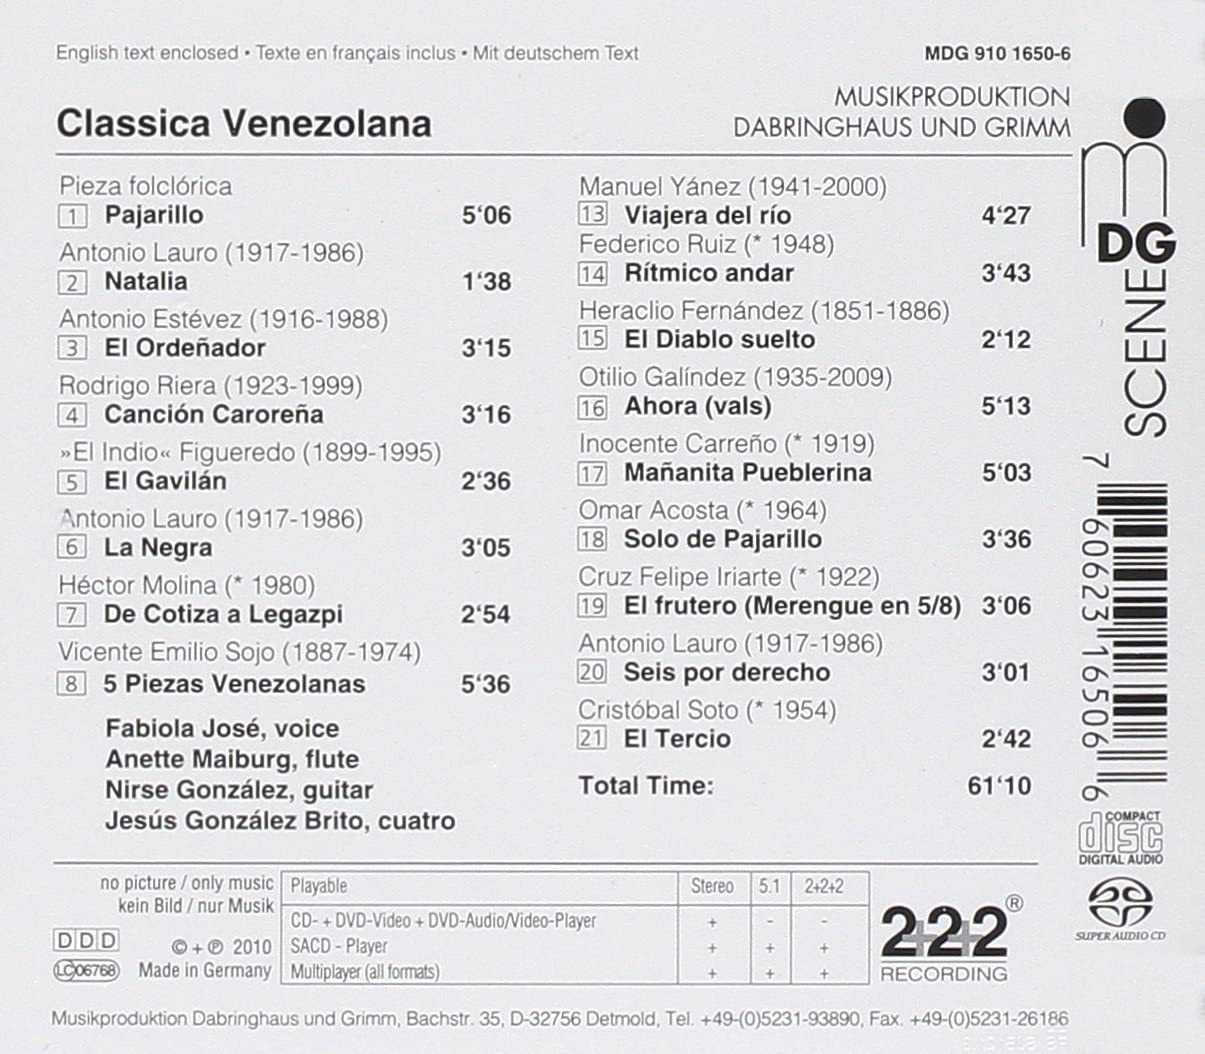 English text enclosed • Texte en français inclus • Mit deutschem Text
MDG 910 1650-6
Classica Venezolana
MUSIKPRODUKTION
DABRINGHAUS UND GRIMM
Pieza folclórica
1 Pajarillo 5‘06
Antonio Lauro (1917-1986)
2 Natalia 1‘38
Antonio Estévez (1916-1988)
3 El Ordeñador 3‘15
Rodrigo Riera (1923-1999)
4 Canción Caroreña 3‘16
»El Indio« Figueredo (1899-1995)
5 El Gavilán 2‘36
Antonio Lauro (1917-1986)
6 La Negra 3‘05
Héctor Molina (* 1980)
7 De Cotiza a Legazpi 2‘54
Vicente Emilio Sojo (1887-1974)
8 5 Piezas Venezolanas 5‘36
Fabiola José, voice
Anette Maiburg, flute
Nirse González, guitar
Jesús González Brito, cuatro
Manuel Yánez (1941-2000)
13 Viajera del río 4‘27
Federico Ruiz (* 1948)
14 Rítmico andar 3‘43
Heraclio Fernández (1851-1886)
15 El Diablo suelto 2‘12
Otilio Galíndez (1935-2009)
16 Ahora (vals) 5‘13
Inocente Carreño (* 1919)
17 Mañanita Pueblerina 5‘03
Omar Acosta (* 1964)
18 Solo de Pajarillo 3‘36
Cruz Felipe Iriarte (* 1922)
19 El frutero (Merengue en 5/8) 3‘06
Antonio Lauro (1917-1986)
20 Seis por derecho 3‘01
Cristóbal Soto (* 1954)
21 El Tercio 2‘42
Total Time: 61‘10
MDG
SCENE
7 60623 16506 6
COMPACT
disc
DIGITAL AUDIO
SUPER AUDIO CD
no picture / only music
kein Bild / nur Musik
DDD
© + ℗ 2010
LC 06768
Made in Germany
Playable Stereo 5.1 2+2+2
CD- + DVD-Video + DVD-Audio/Video-Player + - -
SACD - Player + + +
Multiplayer (all formats) + + +
2+2+2®
RECORDING
Musikproduktion Dabringhaus und Grimm, Bachstr. 35, D-32756 Detmold, Tel. +49-(0)5231-93890, Fax. +49-(0)5231-26186